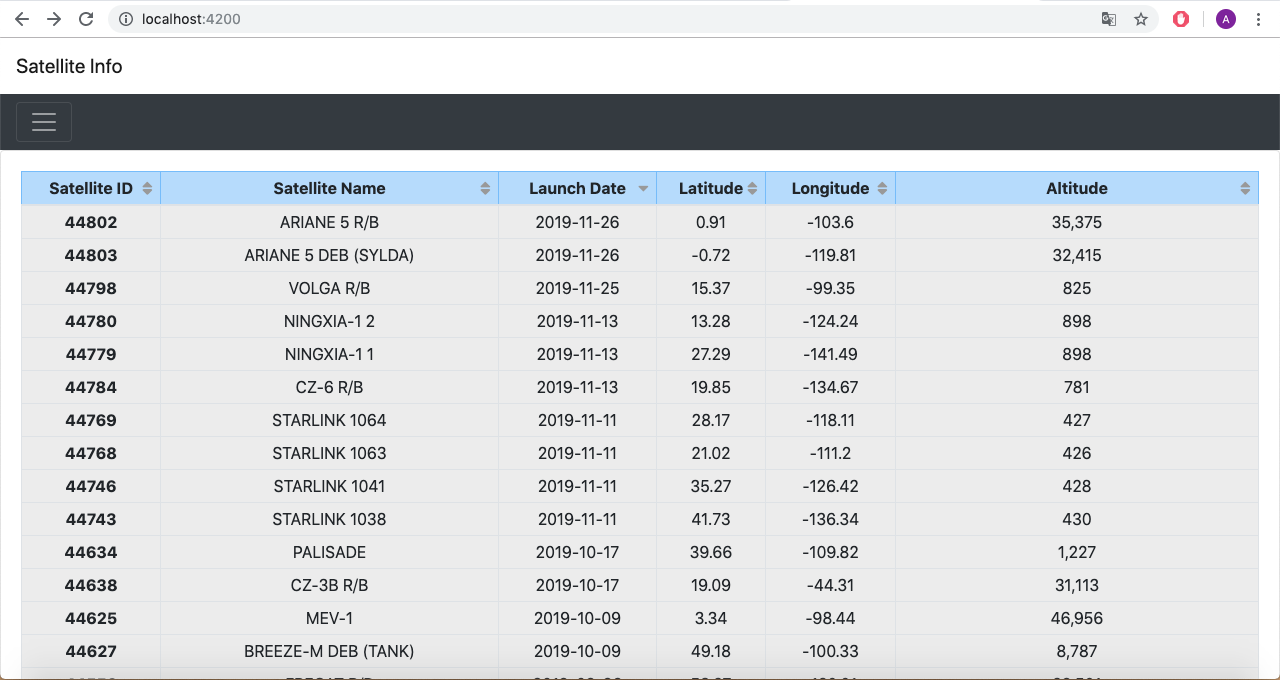 localhost:4200
A
Satellite Info
Satellite ID Satellite Name Launch Date Latitude Longitude Altitude
44802 ARIANE 5 R/B 2019-11-26 0.91 -103.6 35,375
44803 ARIANE 5 DEB (SYLDA) 2019-11-26 -0.72 -119.81 32,415
44798 VOLGA R/B 2019-11-25 15.37 -99.35 825
44780 NINGXIA-1 2 2019-11-13 13.28 -124.24 898
44779 NINGXIA-1 1 2019-11-13 27.29 -141.49 898
44784 CZ-6 R/B 2019-11-13 19.85 -134.67 781
44769 STARLINK 1064 2019-11-11 28.17 -118.11 427
44768 STARLINK 1063 2019-11-11 21.02 -111.2 426
44746 STARLINK 1041 2019-11-11 35.27 -126.42 428
44743 STARLINK 1038 2019-11-11 41.73 -136.34 430
44634 PALISADE 2019-10-17 39.66 -109.82 1,227
44638 CZ-3B R/B 2019-10-17 19.09 -44.31 31,113
44625 MEV-1 2019-10-09 3.34 -98.44 46,956
44627 BREEZE-M DEB (TANK) 2019-10-09 49.18 -100.33 8,787